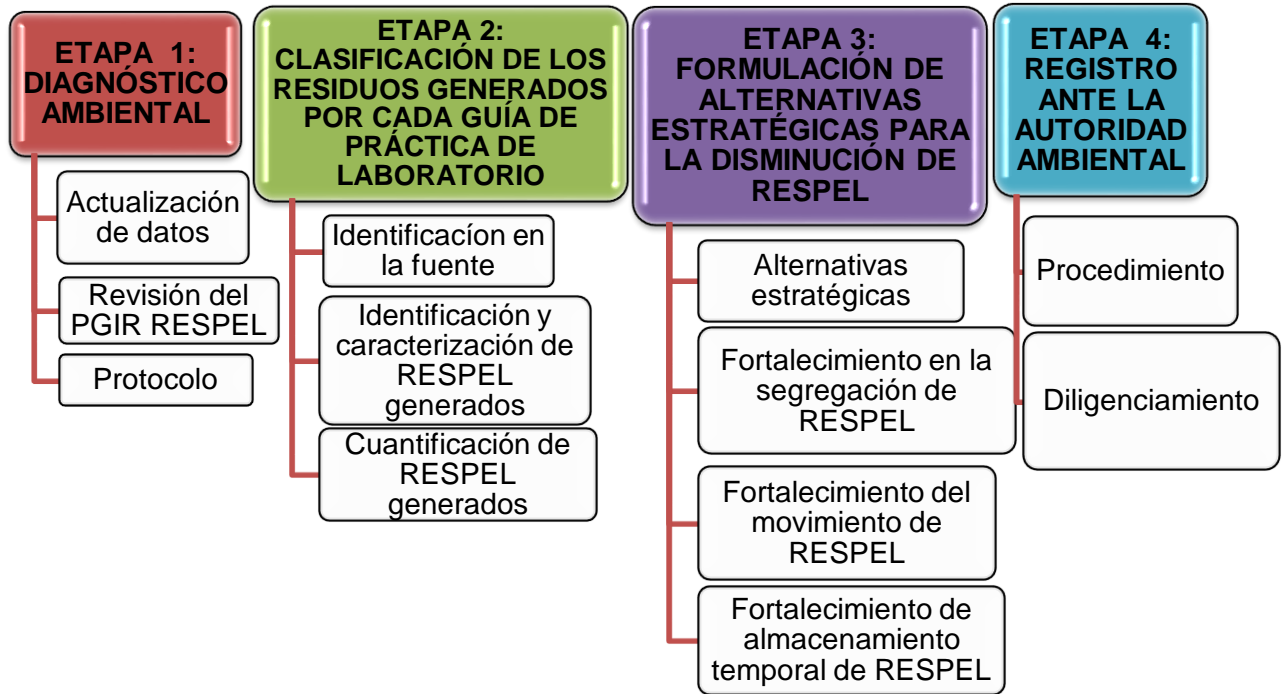 ETAPA 1:
DIAGNÓSTICO
AMBIENTAL
Actualización
de datos
Revisión del
PGIR RESPEL
Protocolo
ETAPA 2:
CLASIFICACIÓN DE LOS
RESIDUOS GENERADOS
POR CADA GUÍA DE
PRÁCTICA DE
LABORATORIO
Identificacíon en
la fuente
Identificación y
caracterización de
RESPEL
generados
Cuantificación de
RESPEL
generados
ETAPA 3:
FORMULACIÓN DE
ALTERNATIVAS
ESTRATÉGICAS PARA
LA DISMINUCIÓN DE
RESPEL
Alternativas
estratégicas
Fortalecimiento en la
segregación de
RESPEL
Fortalecimiento del
movimiento de
RESPEL
Fortalecimiento de
almacenamiento
temporal de RESPEL
ETAPA 4:
REGISTRO
ANTE LA
AUTORIDAD
AMBIENTAL
Procedimiento
Diligenciamiento